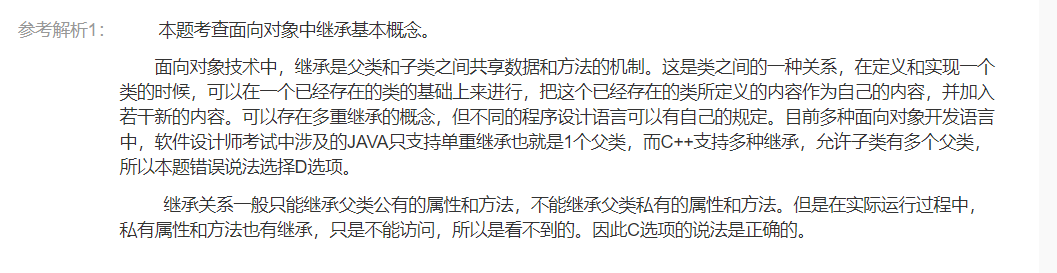 参考解析1： 本题考查面向对象中继承基本概念。
面向对象技术中，继承是父类和子类之间共享数据和方法的机制。这是类之间的一种关系，在定义和实现一个
类的时候，可以在一个已经存在的类的基础上来进行，把这个已经存在的类所定义的内容作为自己的内容，并加入
若干新的内容。可以存在多重继承的概念，但不同的程序设计语言可以有自己的规定。目前多种面向对象开发语言
中，软件设计师考试中涉及的JAVA只支持单重继承也就是1个父类，而C++支持多种继承，允许子类有多个父类，
所以本题错误说法选择D选项。
继承关系一般只能继承父类公有的属性和方法，不能继承父类私有的属性和方法。但是在实际运行过程中，
私有属性和方法也有继承，只是不能访问，所以是看不到的。因此C选项的说法是正确的。